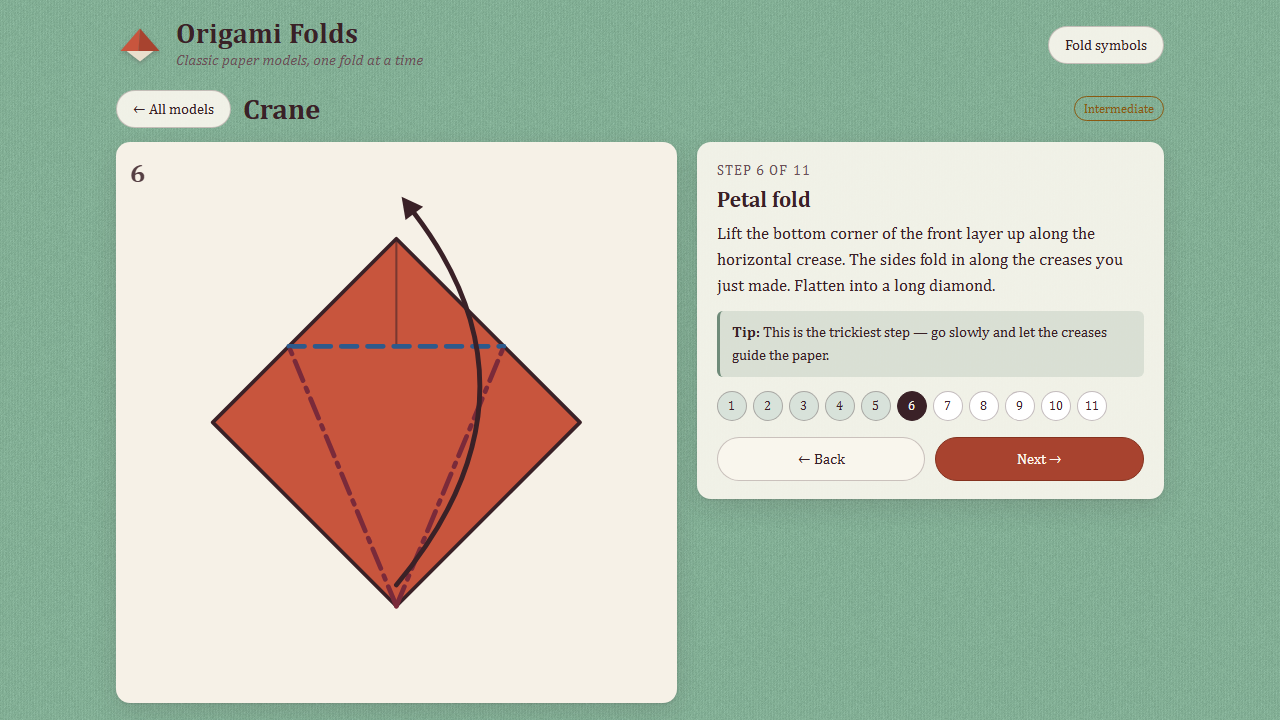 Origami Folds
Classic paper models, one fold at a time
Fold symbols
← All models
Crane
Intermediate
6
STEP 6 OF 11
Petal fold
Lift the bottom corner of the front layer up along the
horizontal crease. The sides fold in along the creases you
just made. Flatten into a long diamond.
Tip: This is the trickiest step — go slowly and let the creases
guide the paper.
1 2 3 4 5 6 7 8 9 10 11
← Back
Next →